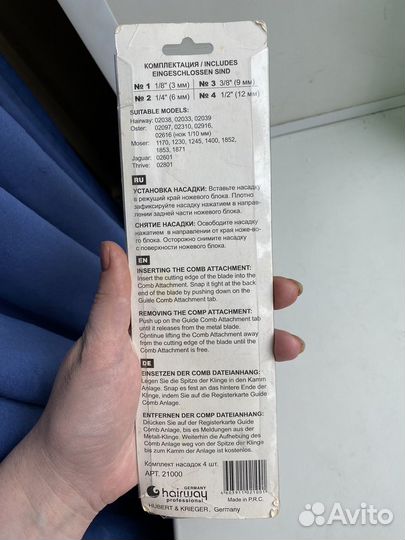 КОМПЛЕКТАЦИЯ / INCLUDES
EINGESCHLOSSEN SIND
№ 1 1/8" (3 мм) № 3 3/8" (9 мм)
№ 2 1/4" (6 мм) № 4 1/2" (12 мм)
SUITABLE MODELS:
Hairway: 02038, 02033, 02039
Oster: 02097, 02310, 02916,
02616 (нож 1/10 мм)
Moser: 1170, 1230, 1245, 1400, 1852,
1853, 1871
Jaguar: 02601
Thrive: 02801
RU
УСТАНОВКА НАСАДКИ: Вставьте насадку
в режущий край ножевого блока. Плотно
зафиксируйте насадку нажатием в направ-
лении задней части ножевого блока.
СНЯТИЕ НАСАДКИ: Освободите насадку
нажатием в направлении от края ноже-
вого блока. Осторожно снимите насадку
с поверхности ножевого блока.
EN
INSERTING THE COMB ATTACHMENT:
Insert the cutting edge of the blade into the
Comb Attachment. Snap it tight at the back
end of the blade by pushing down on the
Guide Comb Attachment tab.
REMOVING THE COMP ATTACHMENT:
Push up on the Guide Comb Attachment tab
until it releases from the metal blade.
Continue lifting the Comb Attachment away
from the cutting edge of the blade until the
Comb Attachment is off.
DE
EINSETZEN DER COMB DATEIANHANG:
Legen Sie die Spitze der Klinge in den Kamm
Anlage. Snap es fest an das hintere Ende der
Klinge, indem Sie auf der Registerkarte Guide
Comb Anlage.
ENTFERNEN DER COMP DATEIANHANG:
Drücken Sie auf der Registerkarte Guide
Comb Anlage, bis es Meldungen aus der
Metall-Klinge. Weiterhin die Aufhebung des
Comb Anlage weg von der Spitze der Klinge
bis zum Kamm der Anlage ist excl.
Комплект насадок 4 шт.
АРТ. 21000
GERMANY
hairway
professional
HUBERT & KRIEGER, Germany
4603911021001
Made in P.R.C.
Avito